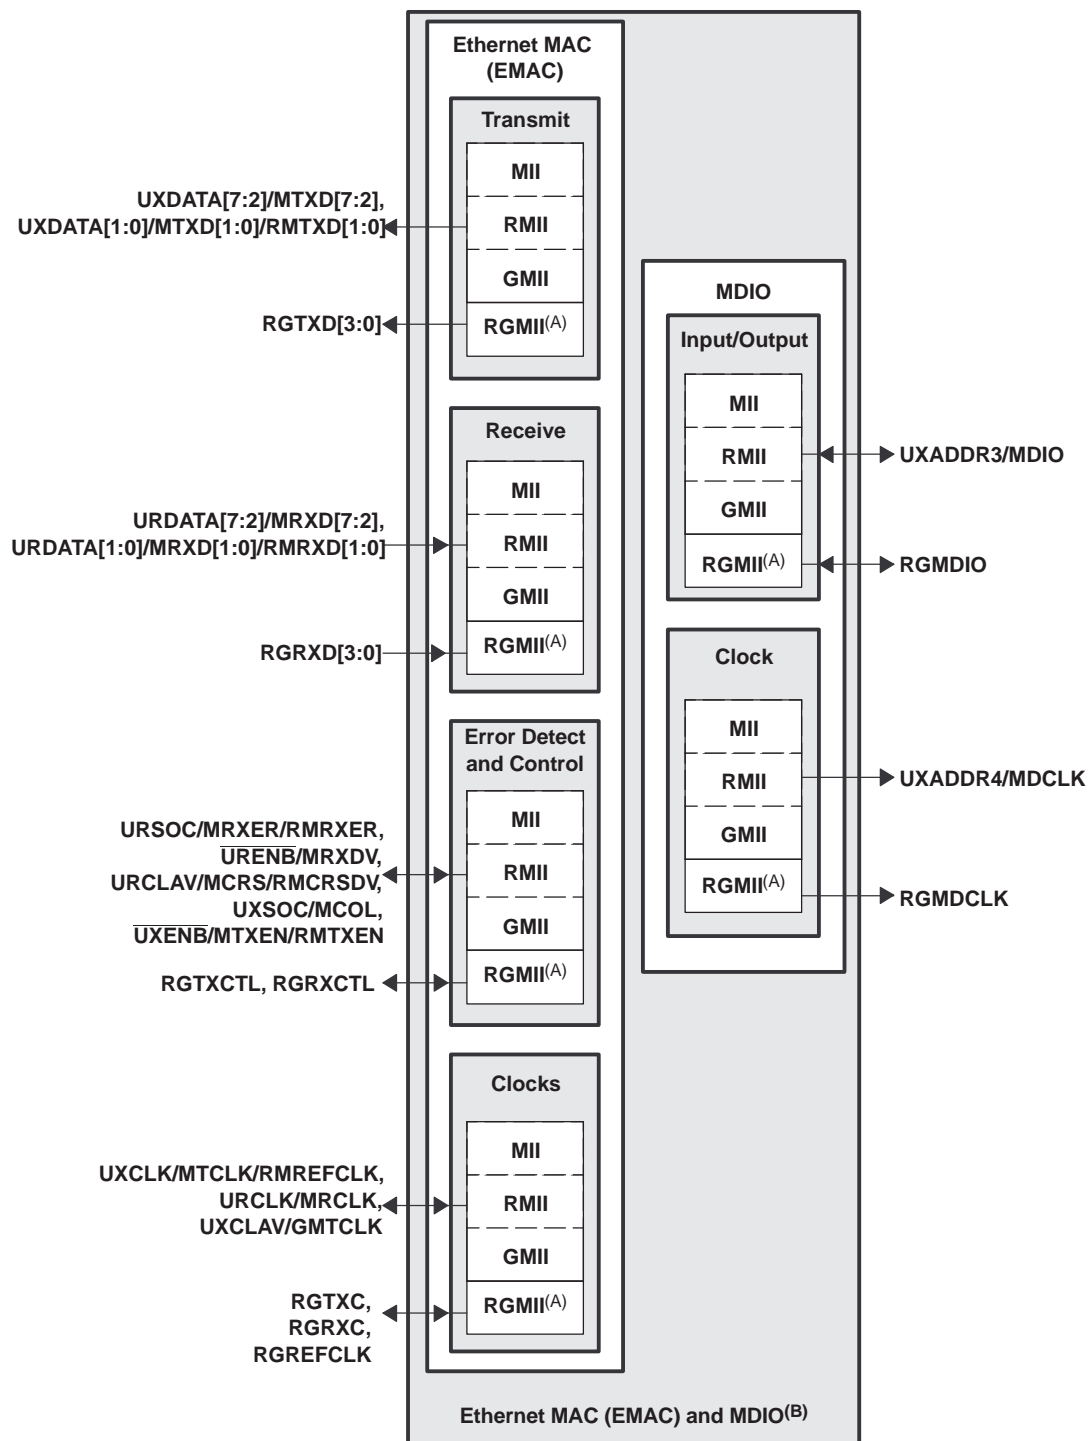 Ethernet MAC
(EMAC)
Transmit
MII
UXDATA[7:2]/MTXD[7:2],
UXDATA[1:0]/MTXD[1:0]/RMTXD[1:0]
RMII
GMII
RGTXD[3:0]
RGMII(A)
Receive
MII
URDATA[7:2]/MRXD[7:2],
URDATA[1:0]/MRXD[1:0]/RMRXD[1:0]
RMII
GMII
RGRXD[3:0]
RGMII(A)
Error Detect
and Control
MII
URSOC/MRXER/RMRXER,
URENB/MRXDV,
URCLAV/MCRS/RMCRSDV,
UXSOC/MCOL,
UXENB/MTXEN/RMTXEN
RMII
GMII
RGTXCTL, RGRXCTL
RGMII(A)
Clocks
MII
UXCLK/MTCLK/RMREFCLK,
URCLK/MRCLK,
UXCLAV/GMTCLK
RMII
GMII
RGTXC,
RGRXC,
RGREFCLK
RGMII(A)
MDIO
Input/Output
MII
RMII
UXADDR3/MDIO
GMII
RGMII(A)
RGMDIO
Clock
MII
RMII
UXADDR4/MDCLK
GMII
RGMII(A)
RGMDCLK
Ethernet MAC (EMAC) and MDIO(B)